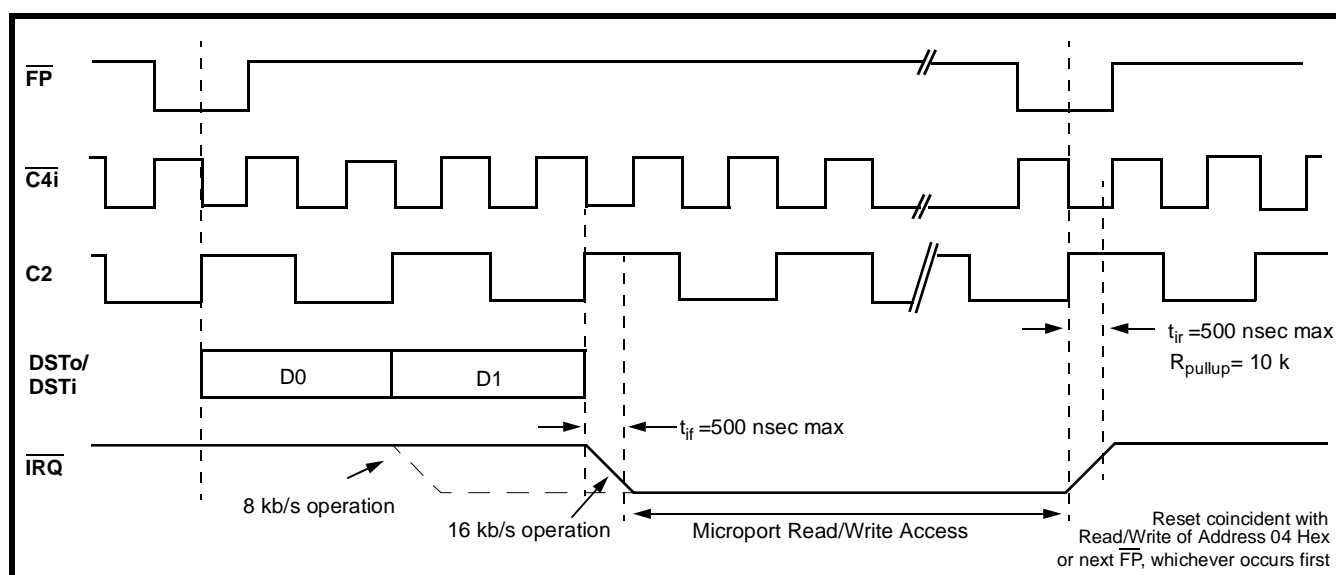 FP
C4i
C2
t_ir =500 nsec max
R_pullup= 10 k
DSTo/
DSTi
D0
D1
t_if =500 nsec max
IRQ
8 kb/s operation
16 kb/s operation
Microport Read/Write Access
Reset coincident with
Read/Write of Address 04 Hex
or next FP, whichever occurs first